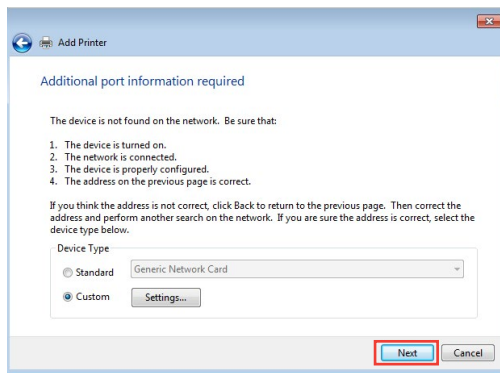 Add Printer
Additional port information required
The device is not found on the network. Be sure that:
1. The device is turned on.
2. The network is connected.
3. The device is properly configured.
4. The address on the previous page is correct.
If you think the address is not correct, click Back to return to the previous page. Then correct the
address and perform another search on the network. If you are sure the address is correct, select the
device type below.
Device Type
Standard Generic Network Card
Custom Settings...
Next Cancel